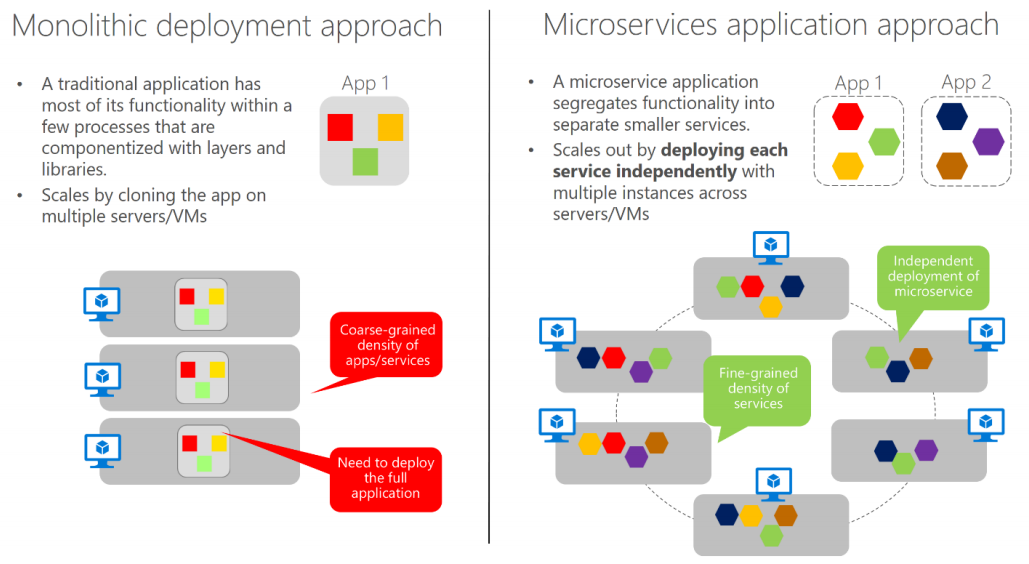 Monolithic deployment approach
• A traditional application has
most of its functionality within a
few processes that are
componentized with layers and
libraries.
• Scales by cloning the app on
multiple servers/VMs
App 1
Coarse-grained
density of
apps/services
Need to deploy
the full
application
Microservices application approach
• A microservice application
segregates functionality into
separate smaller services.
• Scales out by deploying each
service independently with
multiple instances across
servers/VMs
App 1
App 2
Independent
deployment of
microservice
Fine-grained
density of
services